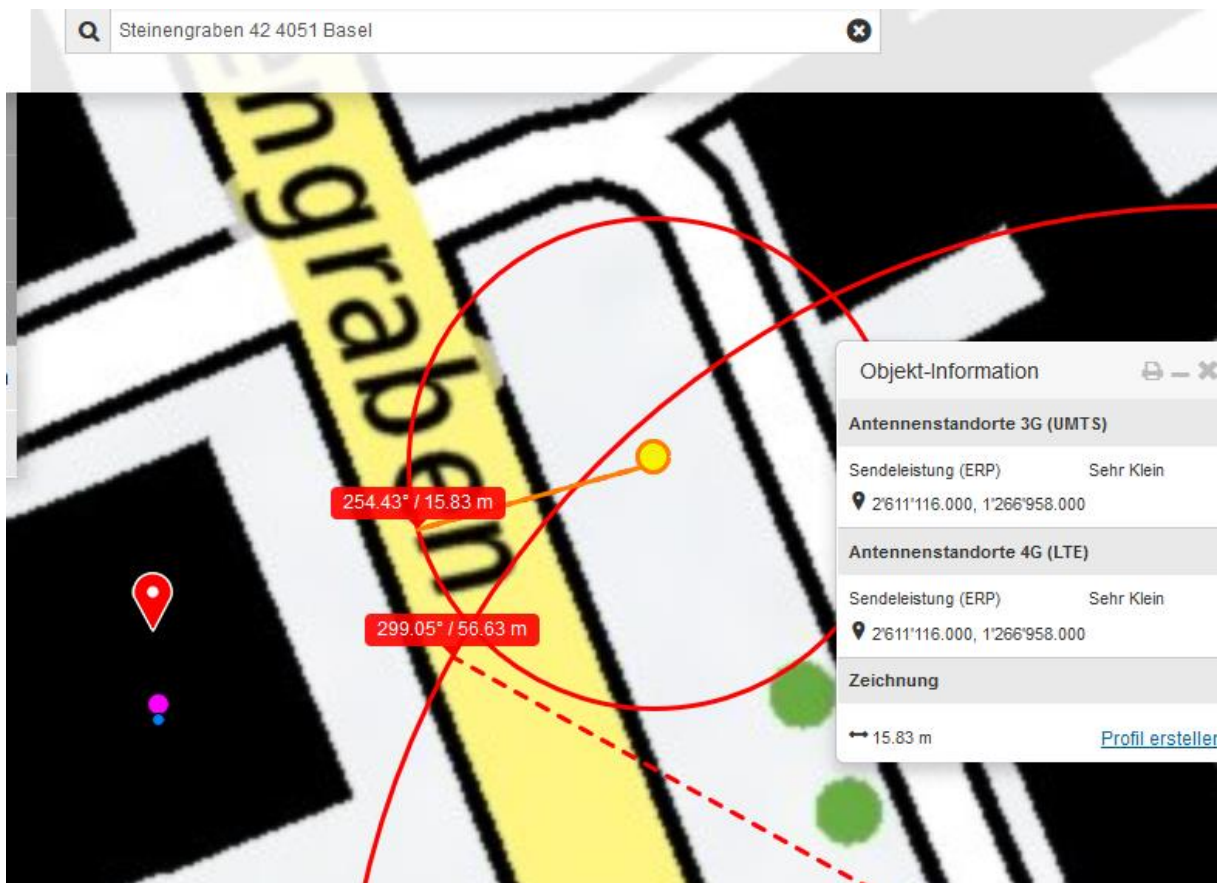 Steinengraben 42 4051 Basel
engraben
254.43° / 15.83 m
299.05° / 56.63 m
Objekt-Information
Antennenstandorte 3G (UMTS)
Sendeleistung (ERP) Sehr Klein
2'611'116.000, 1'266'958.000
Antennenstandorte 4G (LTE)
Sendeleistung (ERP) Sehr Klein
2'611'116.000, 1'266'958.000
Zeichnung
15.83 m Profil ersteller